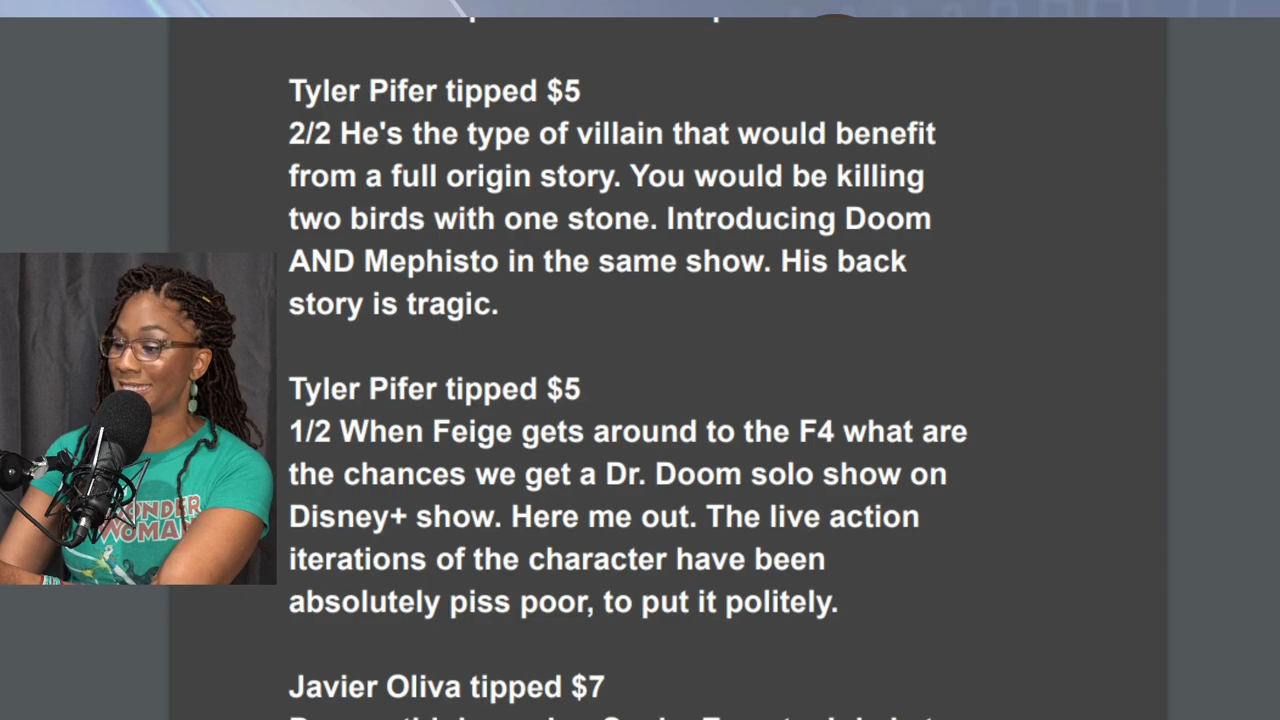 Tyler Pifer tipped $5
2/2 He's the type of villain that would benefit
from a full origin story. You would be killing
two birds with one stone. Introducing Doom
AND Mephisto in the same show. His back
story is tragic.
Tyler Pifer tipped $5
1/2 When Feige gets around to the F4 what are
the chances we get a Dr. Doom solo show on
Disney+ show. Here me out. The live action
iterations of the character have been
absolutely piss poor, to put it politely.
Javier Oliva tipped $7
WONDER
WOMAN